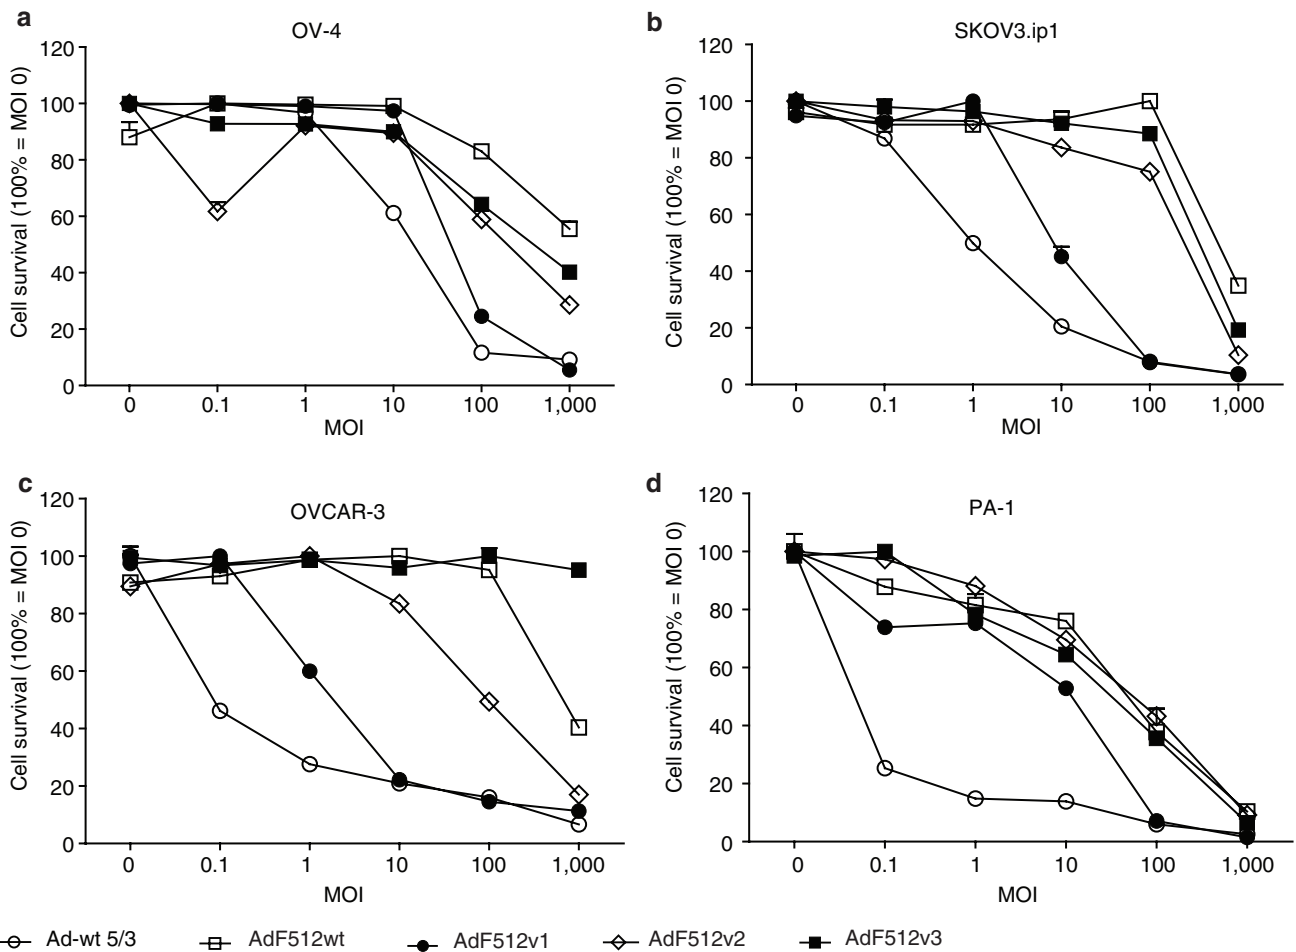 a
OV-4
Cell survival (100% = MOI 0)
120
100
80
60
40
20
0
0 0.1 1 10 100 1,000
MOI
b
SKOV3.ip1
Cell survival (100% = MOI 0)
120
100
80
60
40
20
0
0 0.1 1 10 100 1,000
MOI
c
OVCAR-3
Cell survival (100% = MOI 0)
120
100
80
60
40
20
0
0 0.1 1 10 100 1,000
MOI
d
PA-1
Cell survival (100% = MOI 0)
120
100
80
60
40
20
0
0 0.1 1 10 100 1,000
MOI
Ad-wt 5/3 AdF512wt AdF512v1 AdF512v2 AdF512v3